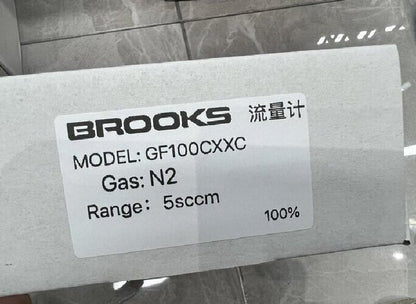 BROOKS 流量计
MODEL: GF100CXXC
Gas: N2
Range: 5sccm
100%